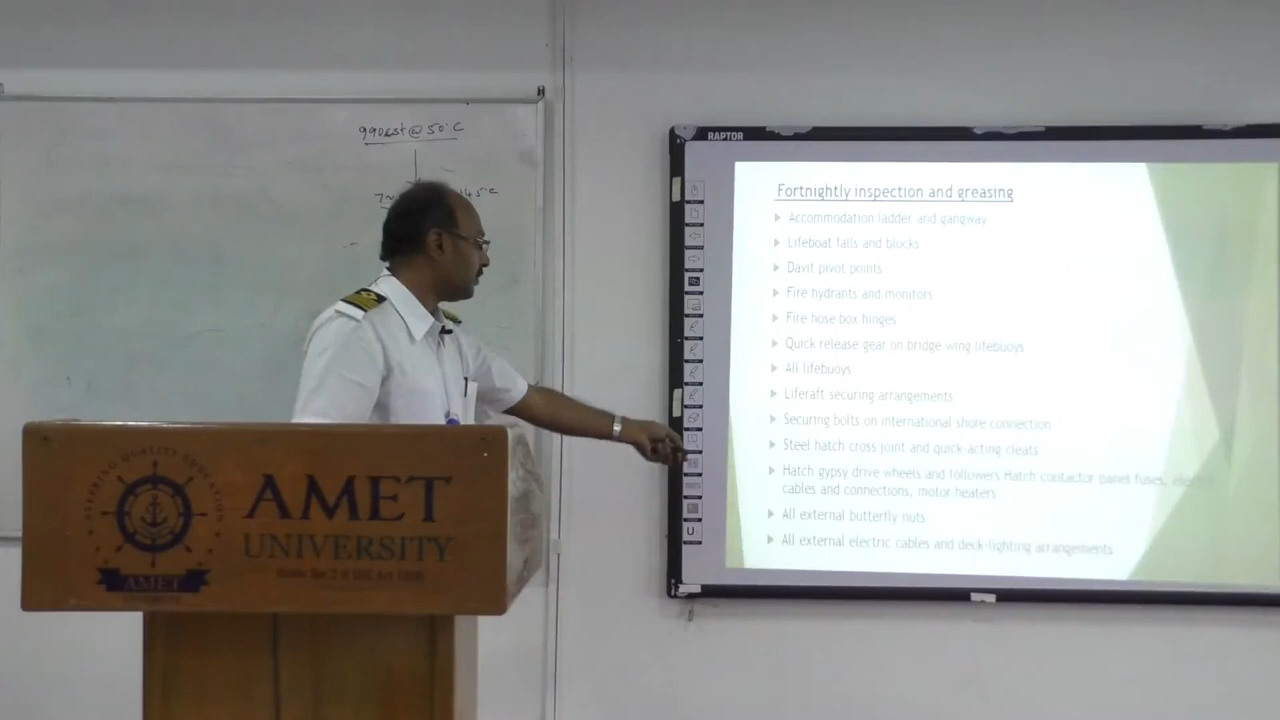 990cst@50°C
RAPTOR
Fortnightly inspection and greasing
Accommodation ladder and gangway
Lifeboat falls and blocks
Davit pivot points
Fire hydrants and monitors
Fire hose box hinges
Quick release gear on bridge wing lifebuoys
All lifebuoys
Liferaft securing arrangements
Securing bolts on international shore connection
Steel hatch cross joint and quick-acting cleats
Hatch gypsy drive wheels and followers Hatch contactor panel fuses,
cables and connections, motor heaters
All external butterfly nuts
All external electric cables and deck-lighting arrangements
U
OFFERING QUALITY EDUCATION
AMET
AMET
UNIVERSITY